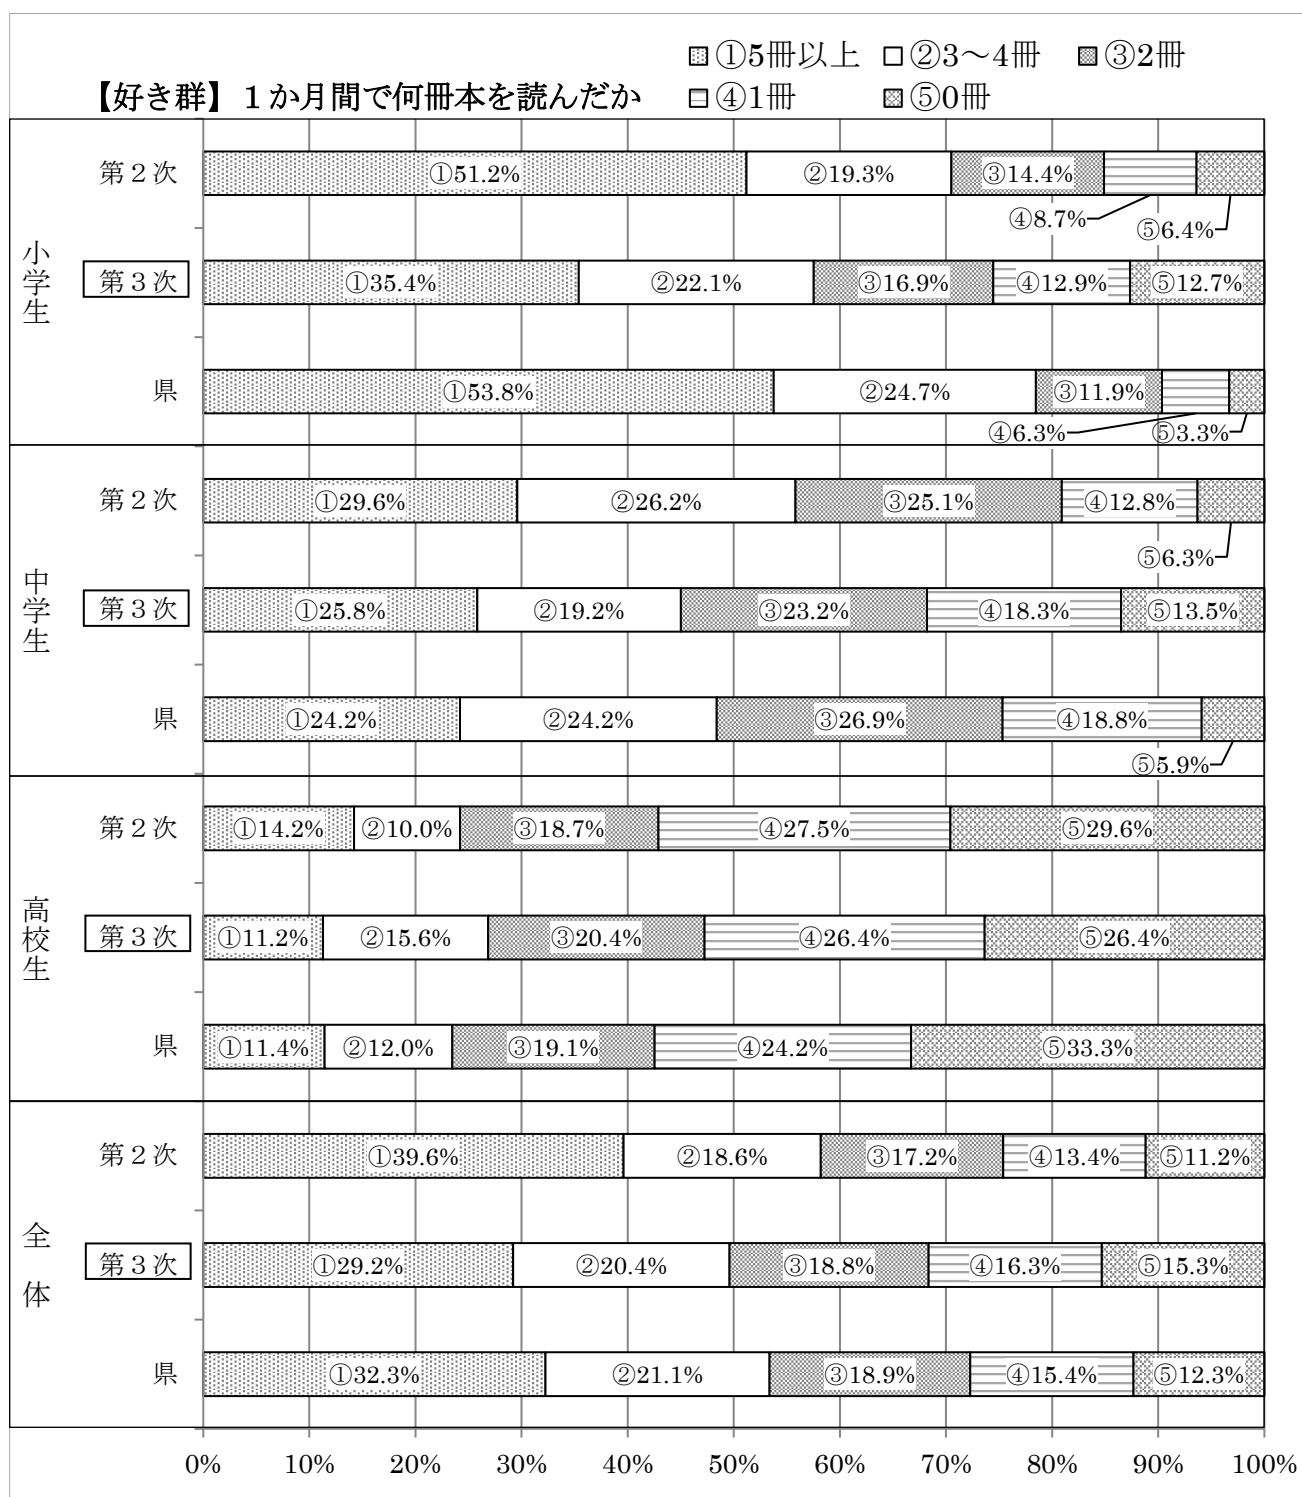 ①5冊以上 ②3～4冊 ③2冊
【好き群】１か月間で何冊本を読んだか ④1冊 ⑤0冊
小学生
第２次 ①51.2% ②19.3% ③14.4% ④8.7% ⑤6.4%
第３次 ①35.4% ②22.1% ③16.9% ④12.9% ⑤12.7%
県 ①53.8% ②24.7% ③11.9% ④6.3% ⑤3.3%
中学生
第２次 ①29.6% ②26.2% ③25.1% ④12.8% ⑤6.3%
第３次 ①25.8% ②19.2% ③23.2% ④18.3% ⑤13.5%
県 ①24.2% ②24.2% ③26.9% ④18.8% ⑤5.9%
高校生
第２次 ①14.2% ②10.0% ③18.7% ④27.5% ⑤29.6%
第３次 ①11.2% ②15.6% ③20.4% ④26.4% ⑤26.4%
県 ①11.4% ②12.0% ③19.1% ④24.2% ⑤33.3%
全体
第２次 ①39.6% ②18.6% ③17.2% ④13.4% ⑤11.2%
第３次 ①29.2% ②20.4% ③18.8% ④16.3% ⑤15.3%
県 ①32.3% ②21.1% ③18.9% ④15.4% ⑤12.3%
0% 10% 20% 30% 40% 50% 60% 70% 80% 90% 100%